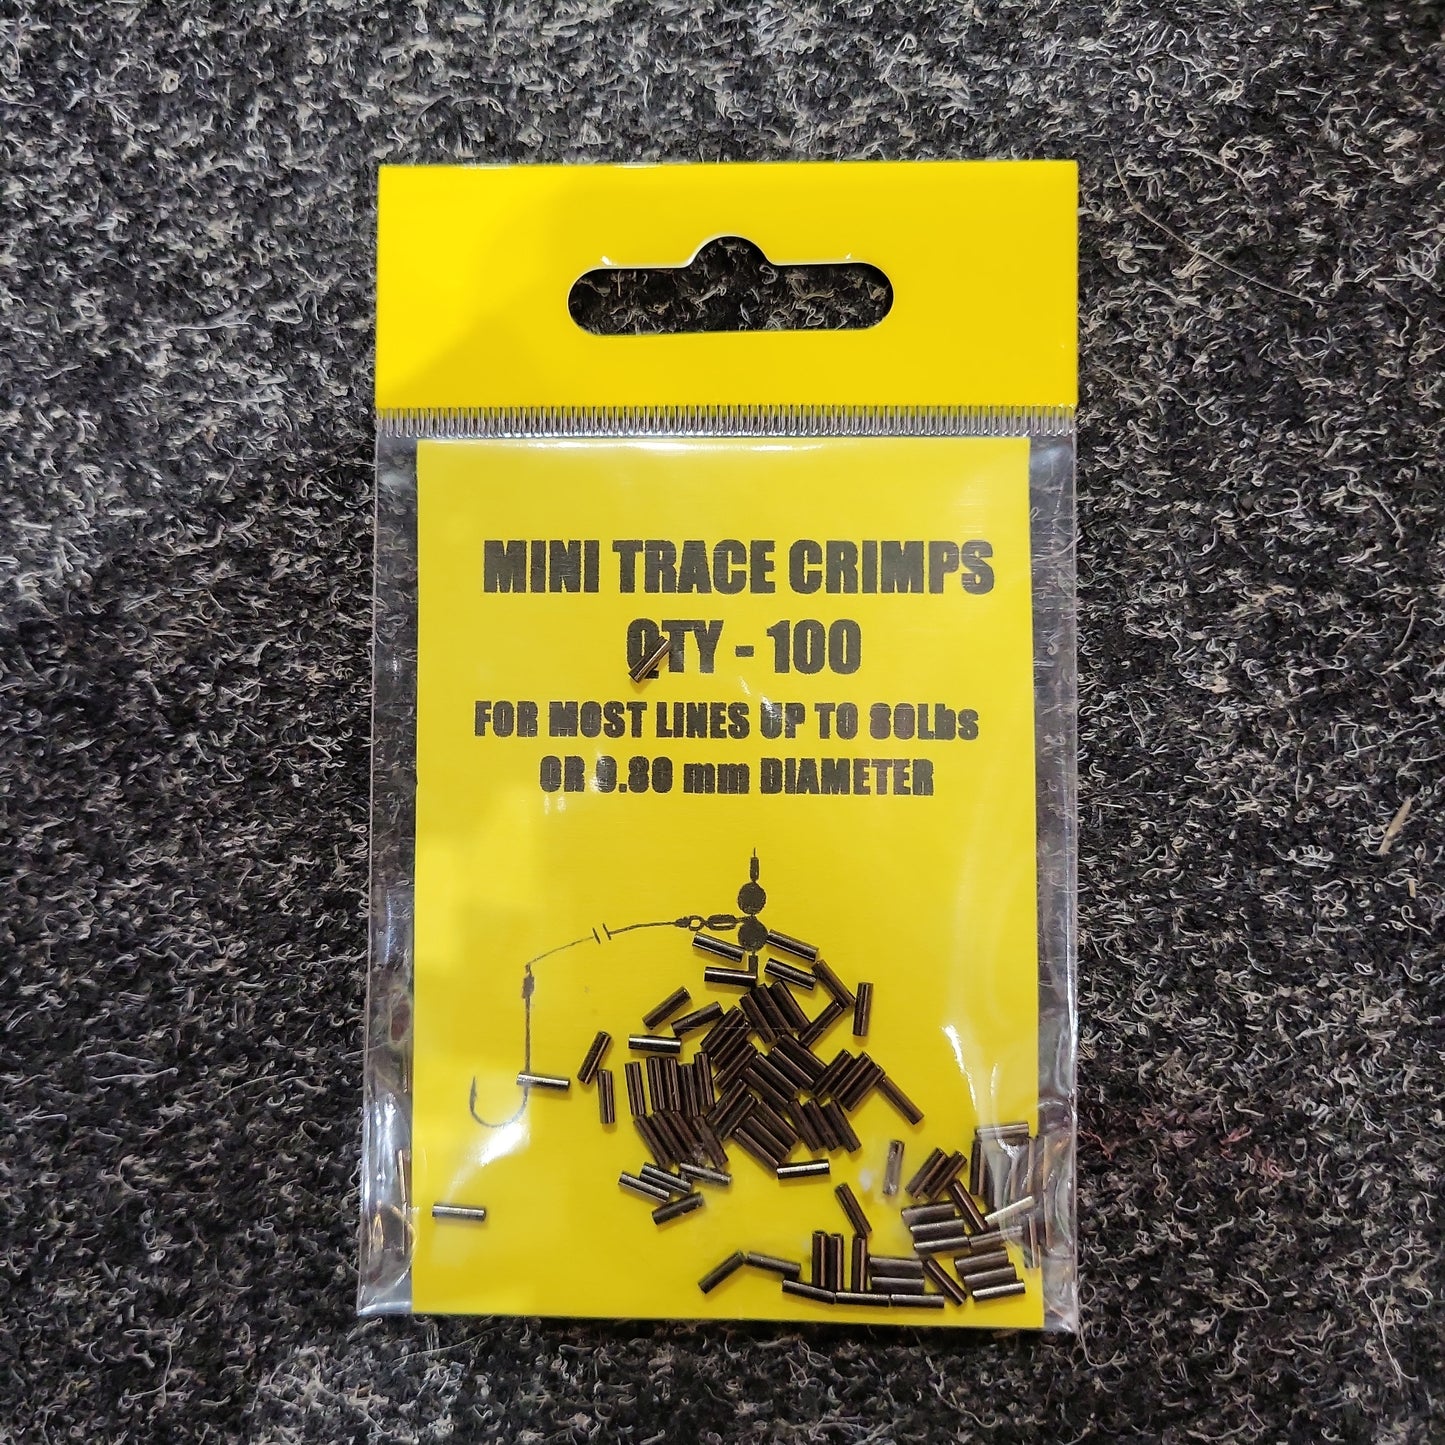 MINI TRACE CRIMPS
QTY - 100
FOR MOST LINES UP TO 80Lbs
OR 0.80 mm DIAMETER